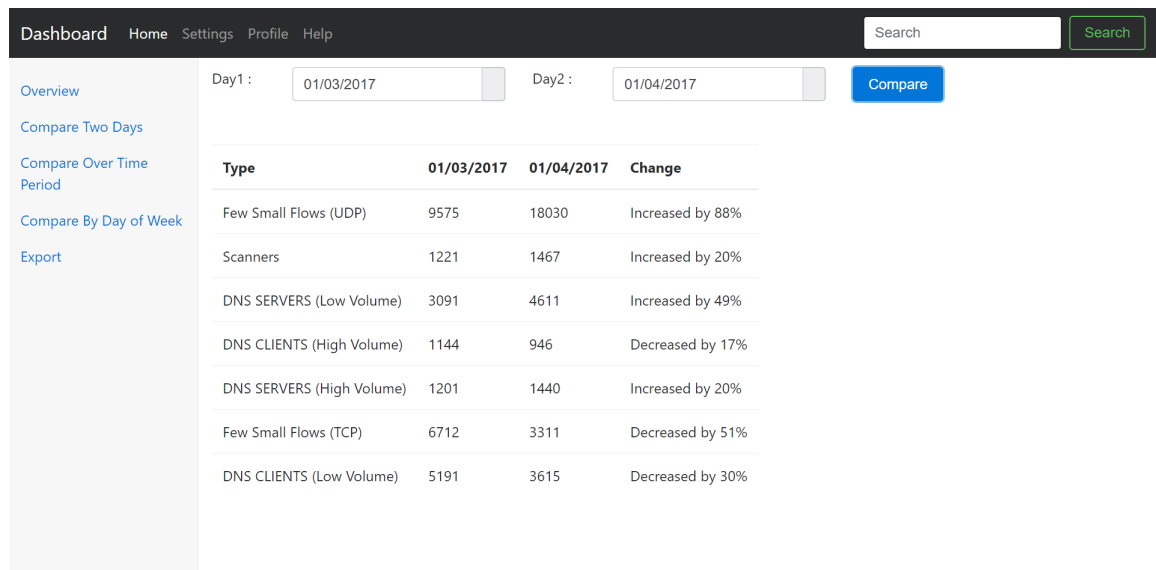 Dashboard Home Settings Profile Help Search Search
Overview
Compare Two Days
Compare Over Time
Period
Compare By Day of Week
Export
Day1 : 01/03/2017 Day2 : 01/04/2017 Compare
Type 01/03/2017 01/04/2017 Change
Few Small Flows (UDP) 9575 18030 Increased by 88%
Scanners 1221 1467 Increased by 20%
DNS SERVERS (Low Volume) 3091 4611 Increased by 49%
DNS CLIENTS (High Volume) 1144 946 Decreased by 17%
DNS SERVERS (High Volume) 1201 1440 Increased by 20%
Few Small Flows (TCP) 6712 3311 Decreased by 51%
DNS CLIENTS (Low Volume) 5191 3615 Decreased by 30%